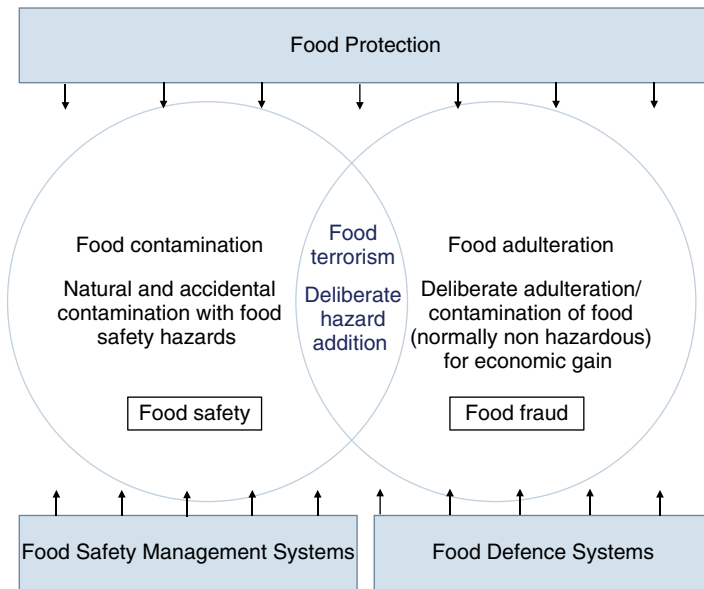 Food Protection
Food contamination
Natural and accidental
contamination with food
safety hazards
Food safety
Food
terrorism
Deliberate
hazard
addition
Food adulteration
Deliberate adulteration/
contamination of food
(normally non hazardous)
for economic gain
Food fraud
Food Safety Management Systems
Food Defence Systems